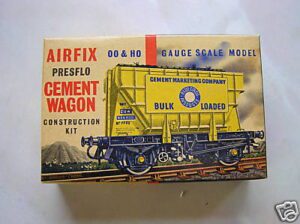 AIRFIX
OO & HO
GAUGE SCALE MODEL
PRESFLO
CEMENT
WAGON
CONSTRUCTION
KIT
CEMENT MARKETING COMPANY
BULK LOADED